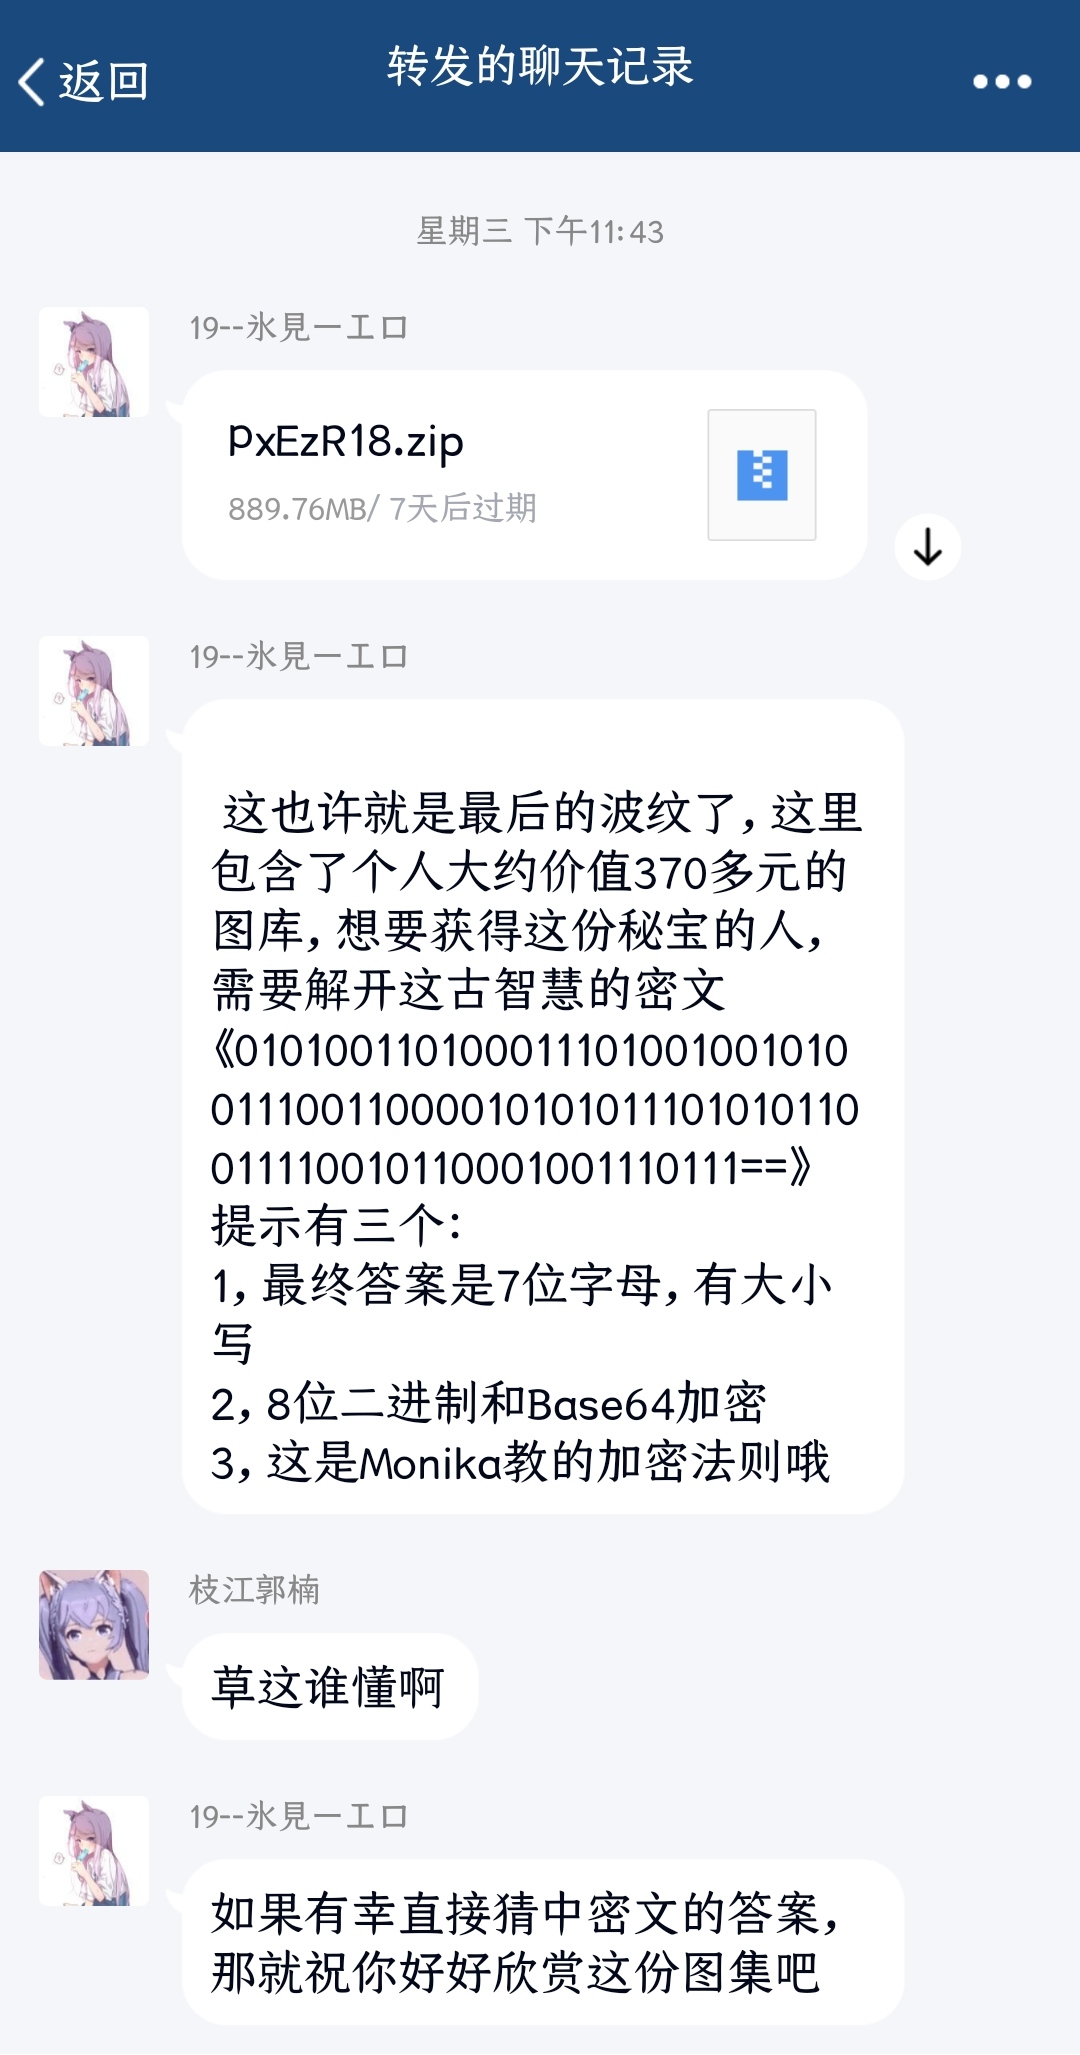 返回
转发的聊天记录
星期三 下午11:43
19--氷見一工口
PxEzR18.zip
889.76MB/ 7天后过期
19--氷見一工口
这也许就是最后的波纹了, 这里
包含了个人大约价值370多元的
图库, 想要获得这份秘宝的人,
需要解开这古智慧的密文
《010100110100011101001001010
01110011000010101011101010110
011110010110001001110111==》
提示有三个:
1, 最终答案是7位字母, 有大小
写
2, 8位二进制和Base64加密
3, 这是Monika教的加密法则哦
枝江郭楠
草这谁懂啊
19--氷見一工口
如果有幸直接猜中密文的答案,
那就祝你好好欣赏这份图集吧